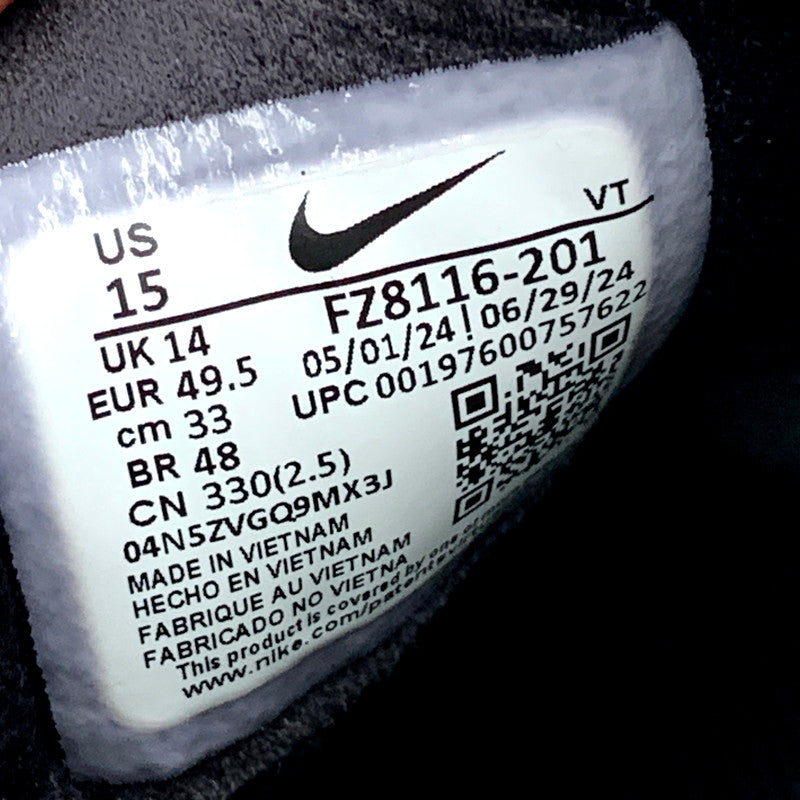 US
15
VT
UK 14
EUR 49.5
cm 33
BR 48
CN 330(2.5)
FZ8116-201
05/01/24 ! 06/29/24
UPC 00197600757622
04N5ZVGQ9MX3J
MADE IN VIETNAM
HECHO EN VIETNAM
FABRIQUE AU VIETNAM
FABRICADO NO VIETNA
This product is covered by one or
www.nike.com/patents